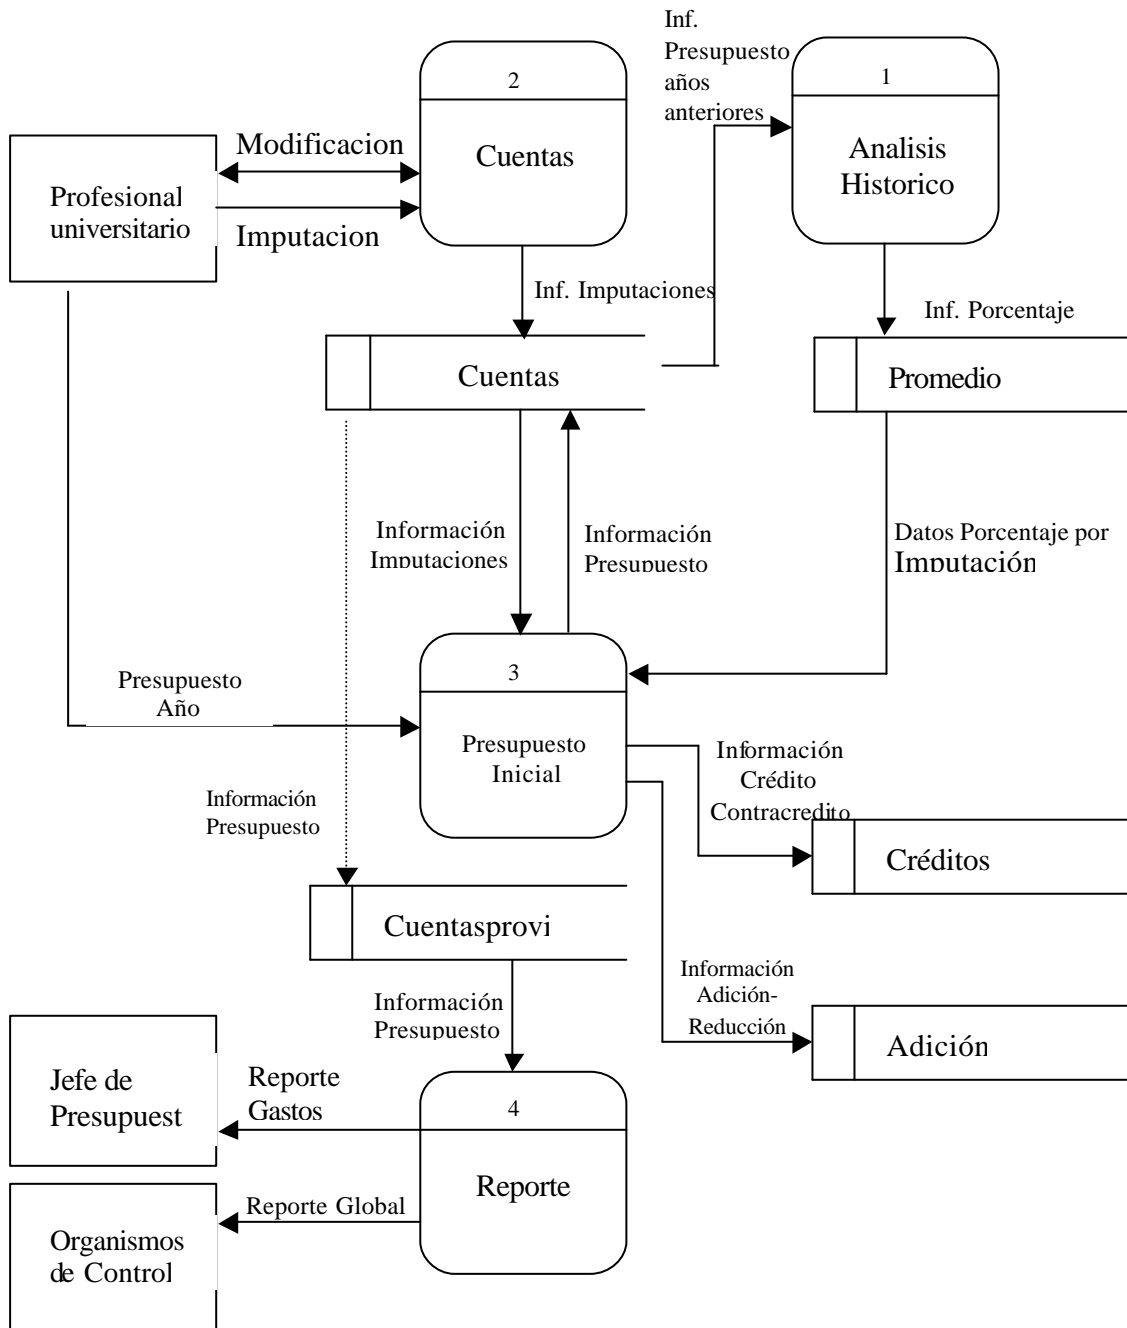 Inf.
Presupuesto
años
anteriores
2
Cuentas
1
Analisis
Historico
Modificacion
Profesional
universitario
Imputacion
Inf. Imputaciones
Inf. Porcentaje
Cuentas
Promedio
Información
Imputaciones
Información
Presupuesto
Datos Porcentaje por
Imputación
3
Presupuesto
Inicial
Presupuesto
Año
Información
Crédito
Contracredito
Información
Presupuesto
Créditos
Cuentasprovi
Información
Adición-
Reducción
Información
Presupuesto
Adición
Jefe de
Presupuest
Reporte
Gastos
4
Reporte
Reporte Global
Organismos
de Control